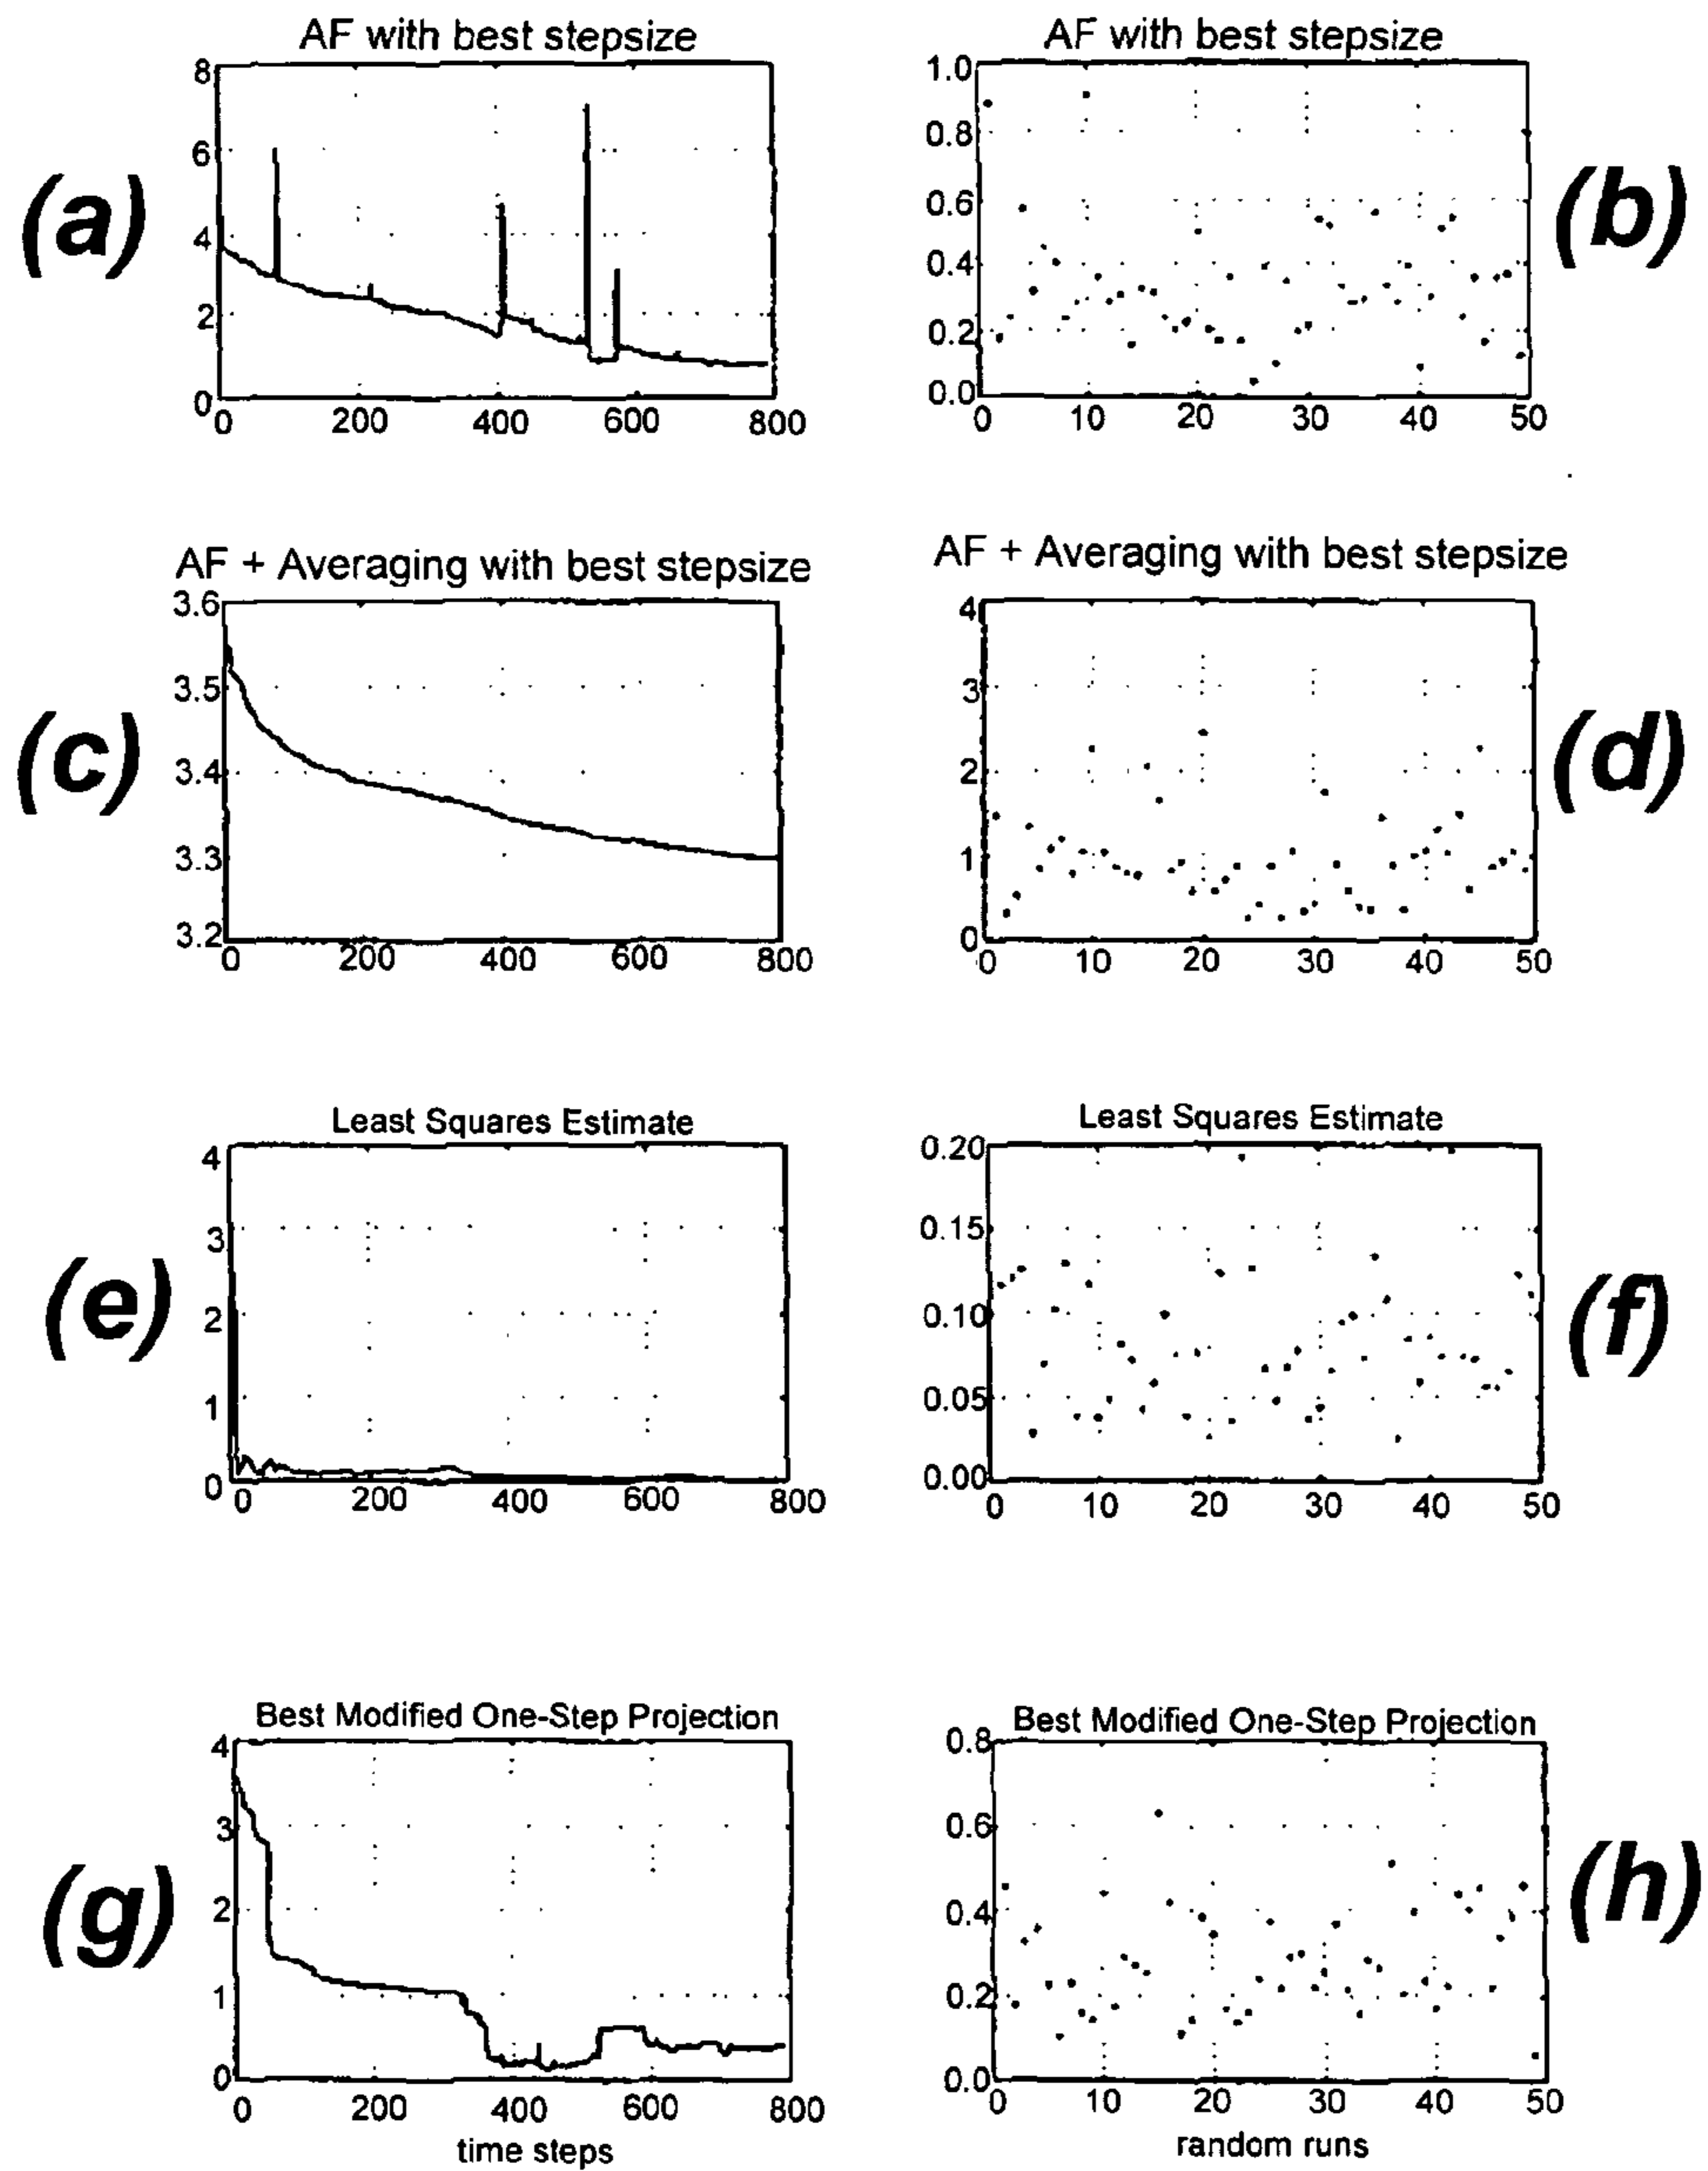 AF with best stepsize
AF with best stepsize
(a)
8
6
4
2
0
0 200 400 600 800
1.0
0.8
0.6
0.4
0.2
0.0
0 10 20 30 40 50
(b)
AF + Averaging with best stepsize
AF + Averaging with best stepsize
(c)
3.6
3.5
3.4
3.3
3.2
0 200 400 600 800
4
3
2
1
0
0 10 20 30 40 50
(d)
Least Squares Estimate
Least Squares Estimate
(e)
4
3
2
1
0
0 200 400 600 800
0.20
0.15
0.10
0.05
0.00
0 10 20 30 40 50
(f)
Best Modified One-Step Projection
Best Modified One-Step Projection
(g)
4
3
2
1
0
0 200 400 600 800
time steps
0.8
0.6
0.4
0.2
0.0
0 10 20 30 40 50
random runs
(h)